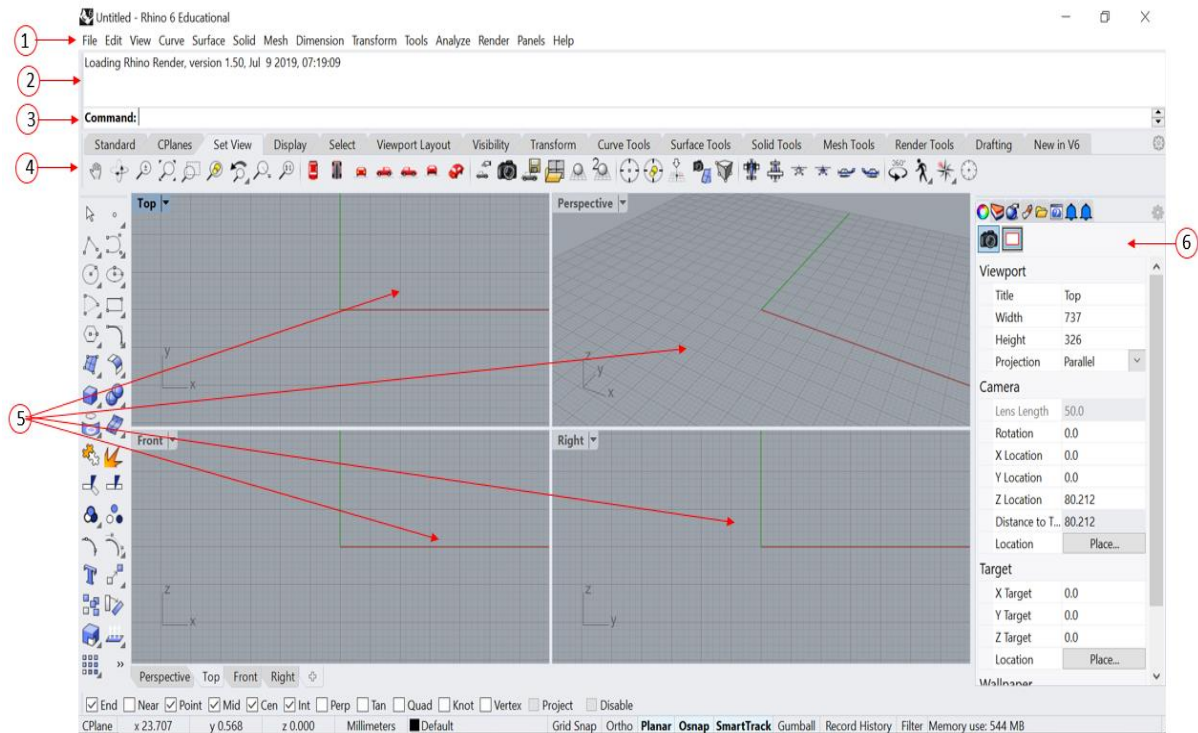 Untitled - Rhino 6 Educational
1
File Edit View Curve Surface Solid Mesh Dimension Transform Tools Analyze Render Panels Help
2
Loading Rhino Render, version 1.50, Jul 9 2019, 07:19:09
3
Command:
Standard CPlanes Set View Display Select Viewport Layout Visibility Transform Curve Tools Surface Tools Solid Tools Mesh Tools Render Tools Drafting New in V6
4
Top
y
x
Perspective
z
y
x
5
Front
z
x
Right
z
y
6
Viewport
Title Top
Width 737
Height 326
Projection Parallel
Camera
Lens Length 50.0
Rotation 0.0
X Location 0.0
Y Location 0.0
Z Location 80.212
Distance to T... 80.212
Location Place...
Target
X Target 0.0
Y Target 0.0
Z Target 0.0
Location Place...
Wallpaper
Perspective Top Front Right
End Near Point Mid Cen Int Perp Tan Quad Knot Vertex Project Disable
CPlane x 23.707 y 0.568 z 0.000 Millimeters Default Grid Snap Ortho Planar Osnap SmartTrack Gumball Record History Filter Memory use: 544 MB